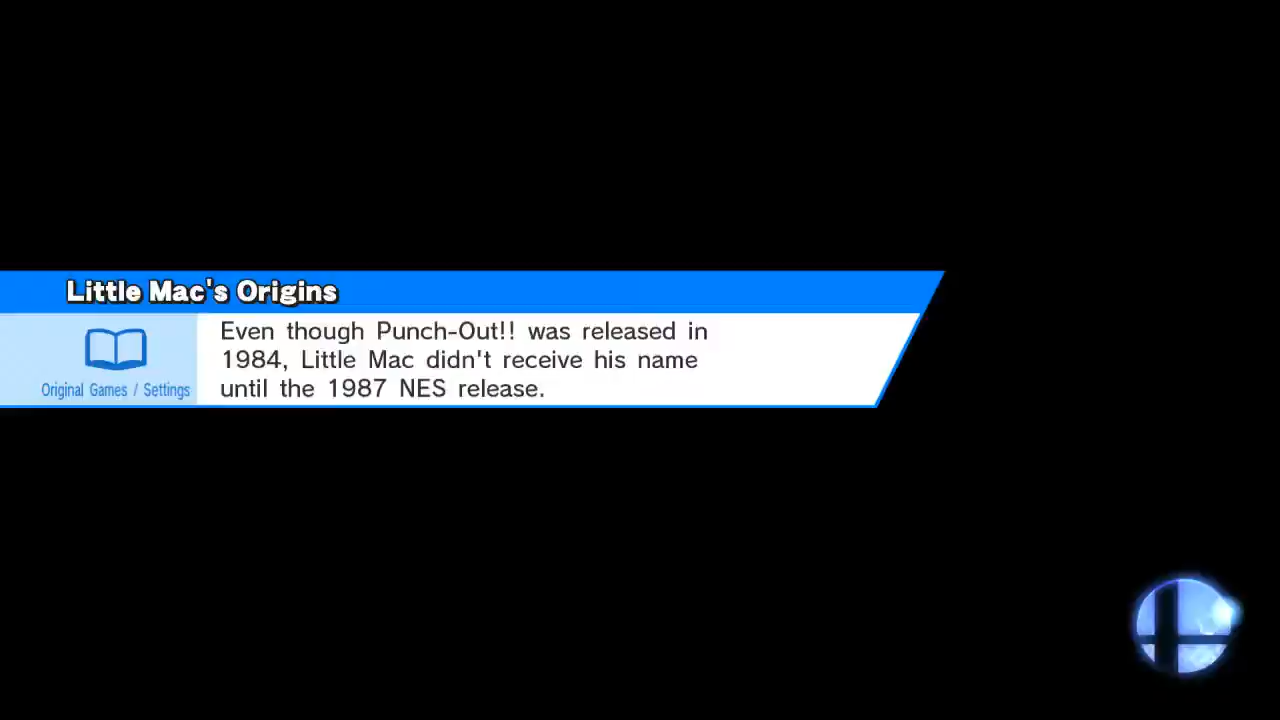 Little Mac's Origins
Even though Punch-Out!! was released in
1984, Little Mac didn't receive his name
until the 1987 NES release.
Original Games / Settings